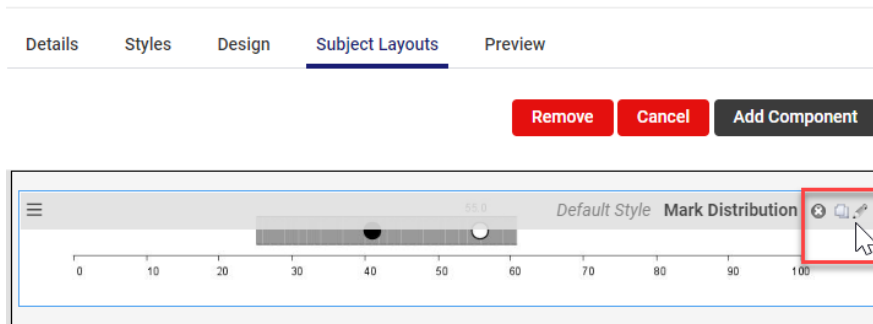 Details Styles Design Subject Layouts Preview
Remove Cancel Add Component
55.0 Default Style Mark Distribution
0 10 20 30 40 50 60 70 80 90 100